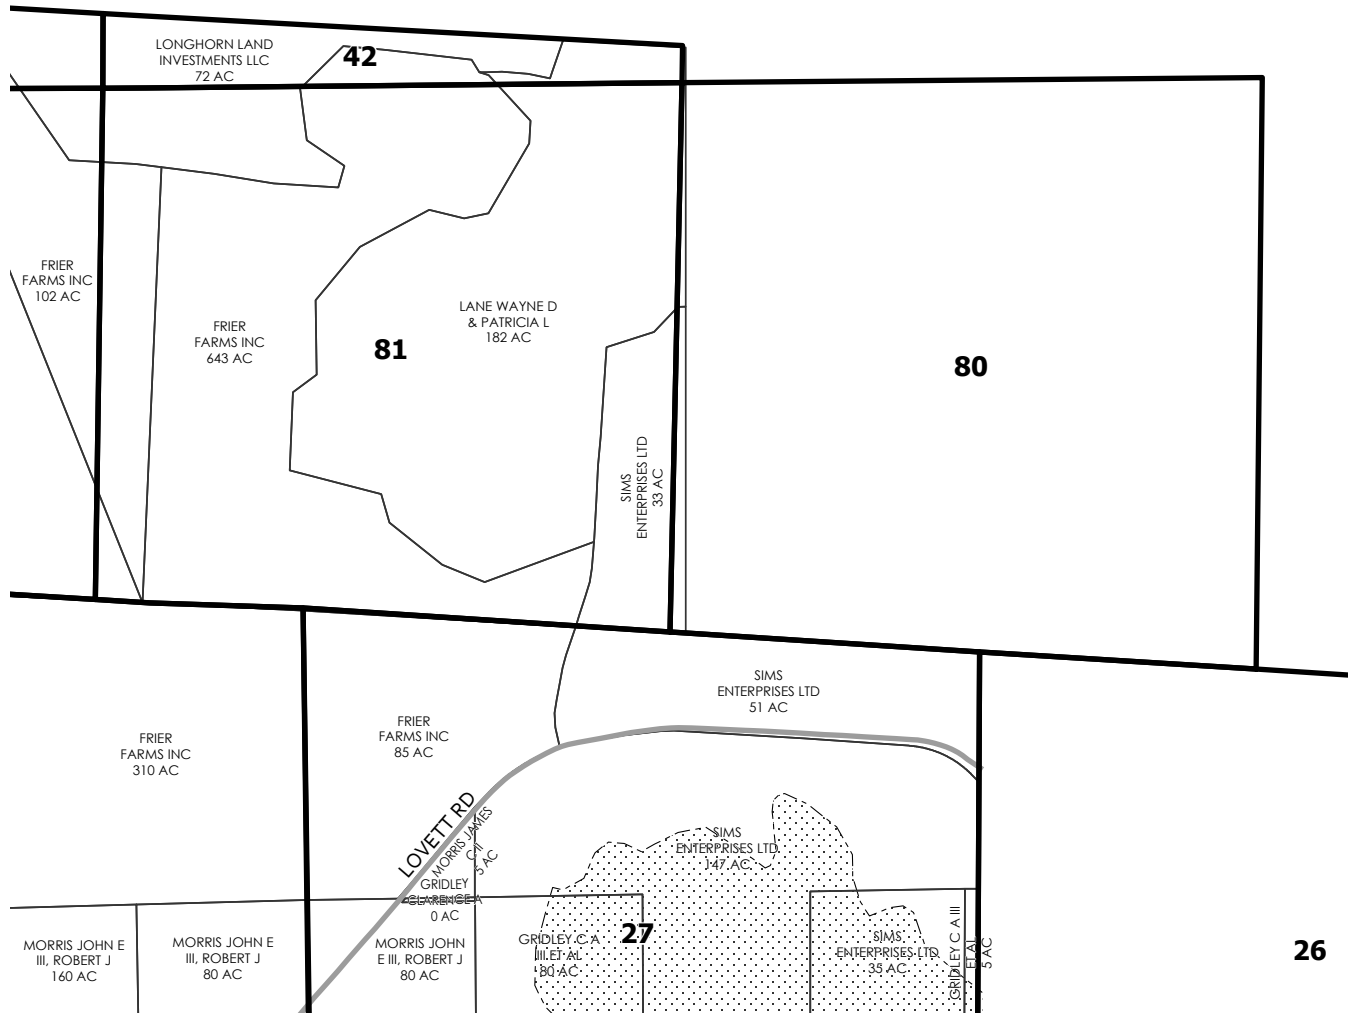 LONGHORN LAND
INVESTMENTS LLC
72 AC
42
FRIER
FARMS INC
102 AC
FRIER
FARMS INC
643 AC
81
LANE WAYNE D
& PATRICIA L
182 AC
80
SIMS
ENTERPRISES LTD
33 AC
SIMS
ENTERPRISES LTD
51 AC
FRIER
FARMS INC
310 AC
FRIER
FARMS INC
85 AC
LOVETT RD
MORRIS JAMES
C II
5 AC
SIMS
ENTERPRISES LTD
147 AC
GRIDLEY
CLARENCE A
0 AC
MORRIS JOHN E
III, ROBERT J
160 AC
MORRIS JOHN E
III, ROBERT J
80 AC
MORRIS JOHN
E III, ROBERT J
80 AC
GRIDLEY C A
III ET AL
80 AC
27
SIMS
ENTERPRISES LTD
35 AC
GRIDLEY C A III
ET AL
5 AC
26